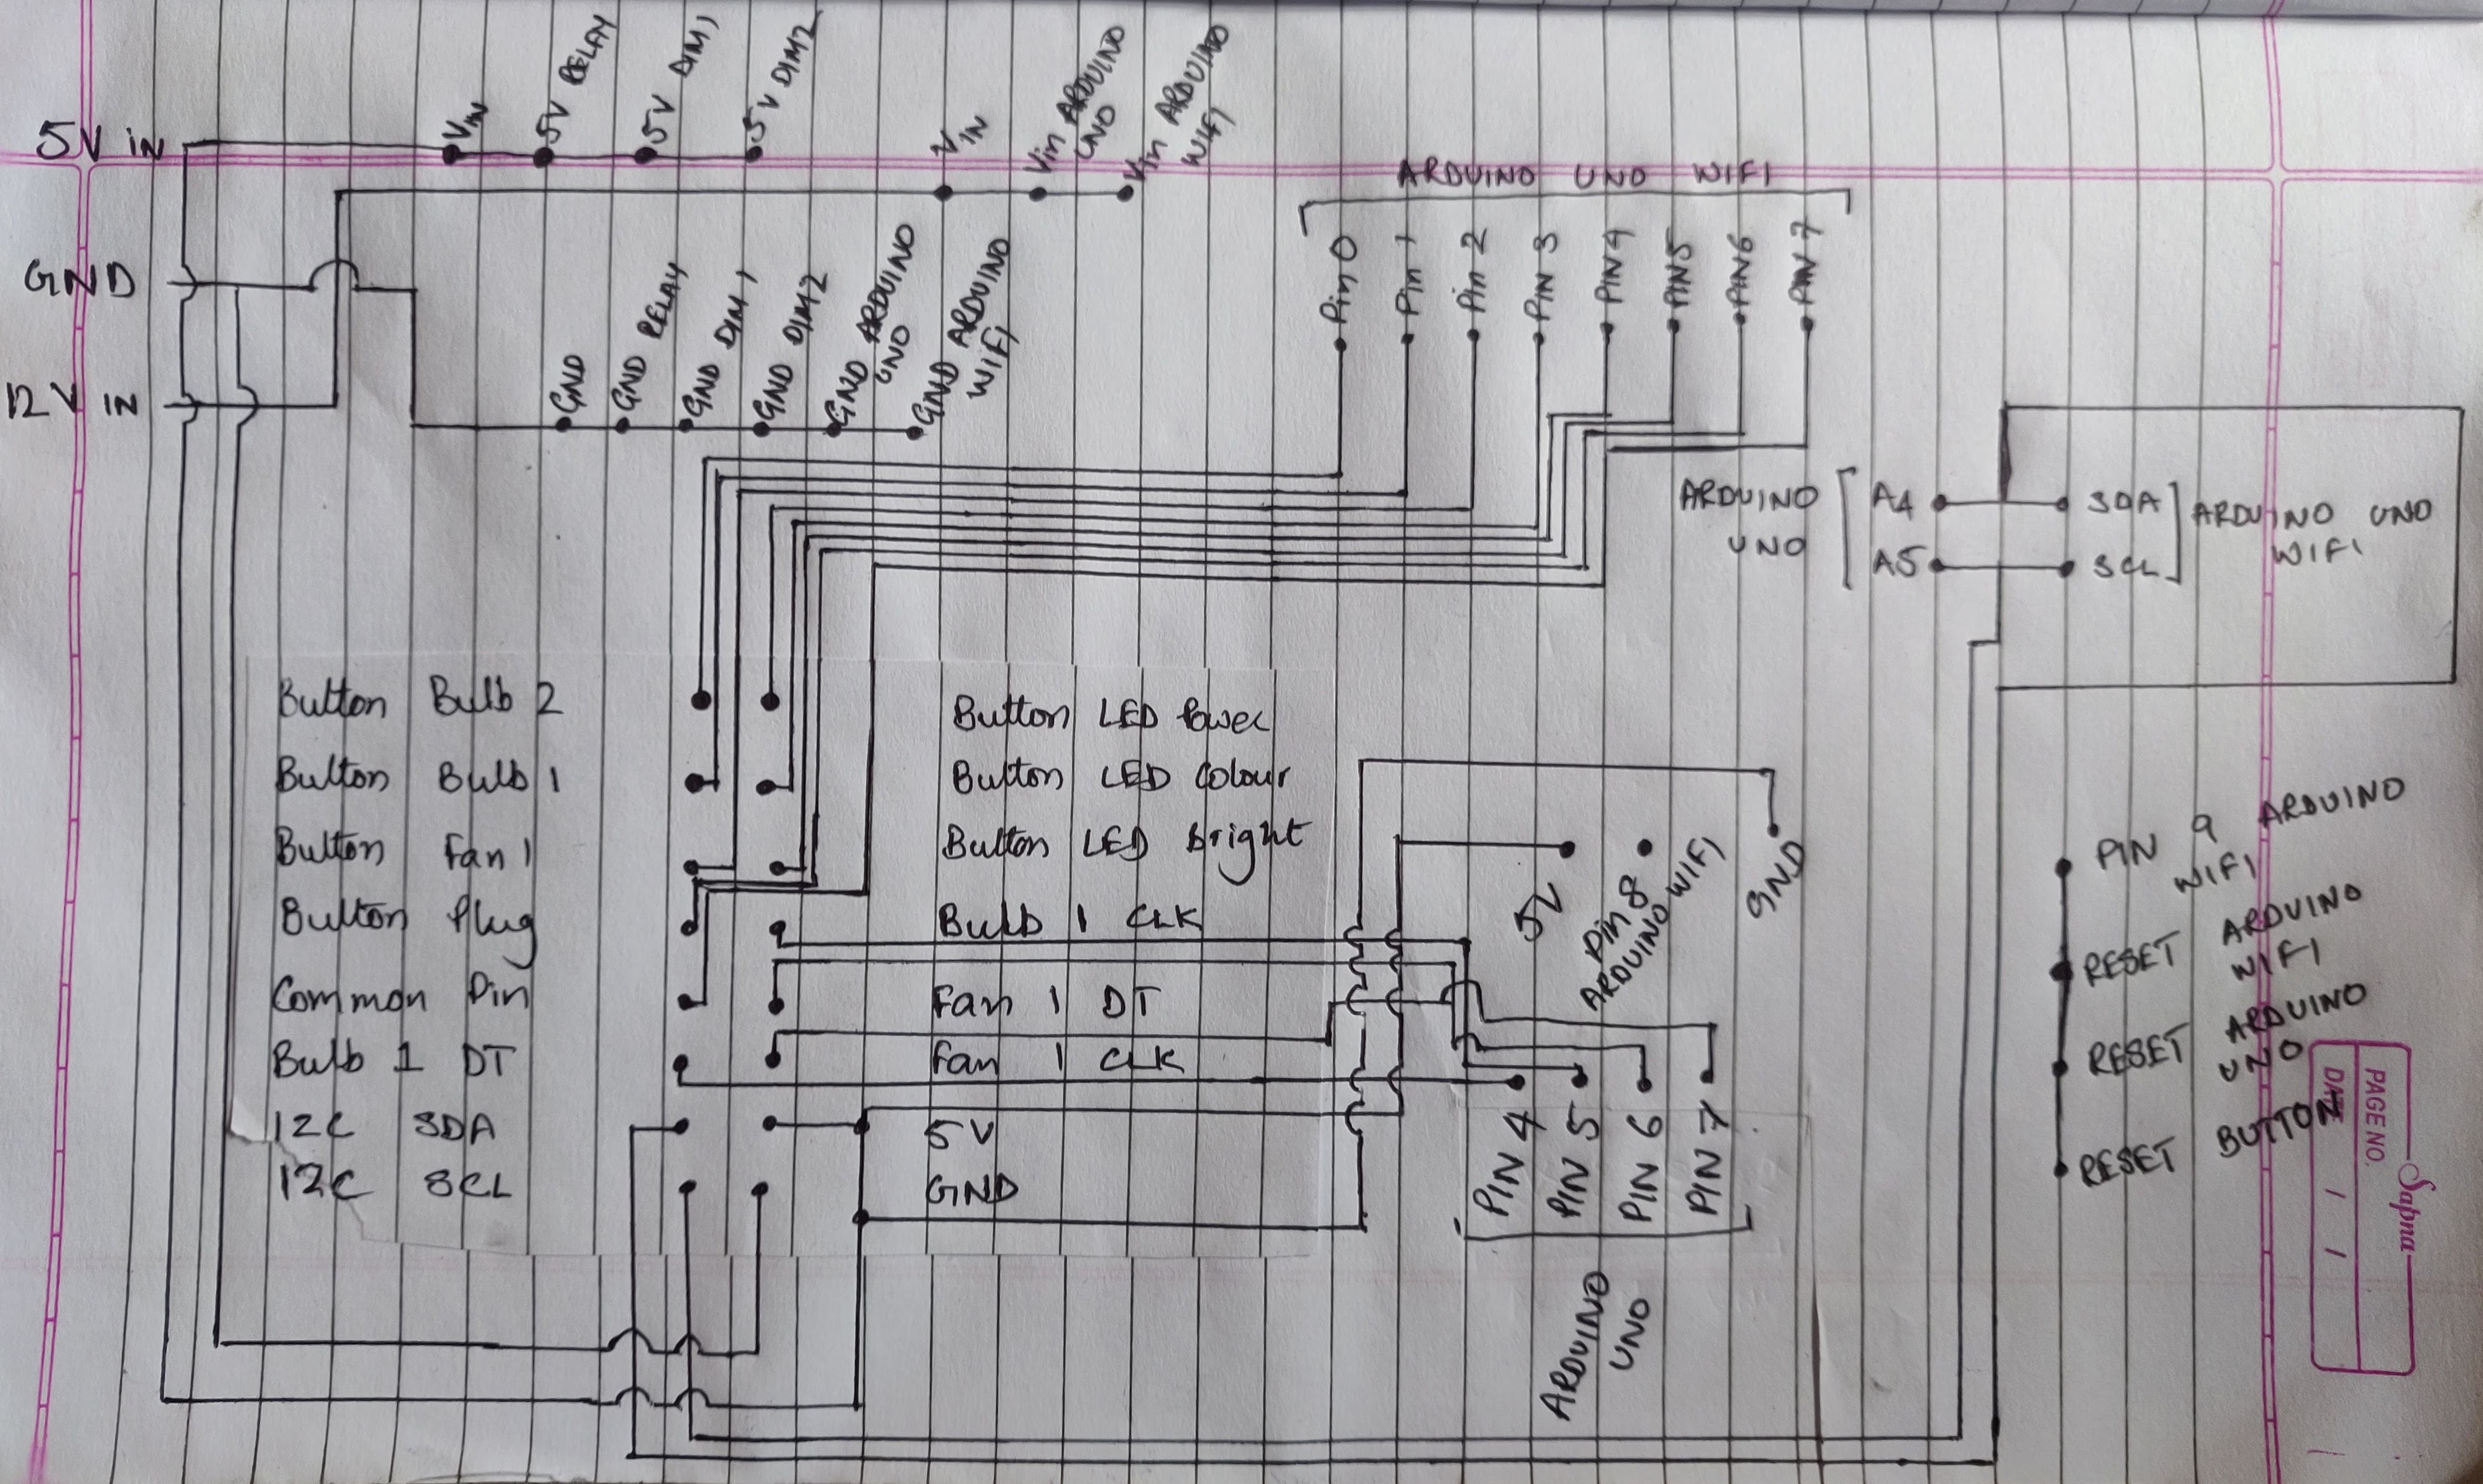 5V IN
VIN
5V RELAY
5V DIM1
5V DIM2
VIN
Vin ARDUINO
UNO
Vin ARDUINO
WIFI
GND
12V IN
GND
GND RELAY
GND DIM 1
GND DIM2
GND ARDUINO
UNO
GND ARDUINO
WIFI
ARDUINO UNO WIFI
Pin 0
Pin 1
Pin 2
PIN 3
PIN 4
PIN5
PIN6
PIN 7
ARDUINO
UNO
A4
A5
SDA
SCL
ARDUINO UNO
WIFI
Button Bulb 2
Button Bulb 1
Button Fan 1
Button Plug
Common Pin
Bulb 1 DT
I2C SDA
I2C SCL
Button LED Power
Button LED Colour
Button LED Bright
Bulb 1 CLK
Fan 1 DT
Fan 1 CLK
5V
GND
5V
Pin 8
ARDUINO WIFI
GND
PIN 4
PIN 5
PIN 6
PIN 7
ARDUINO
UNO
PIN 9 ARDUINO
WIFI
RESET ARDUINO
WIFI
RESET ARDUINO
UNO
RESET BUTTON
Sapna
PAGE NO.
DATE / /